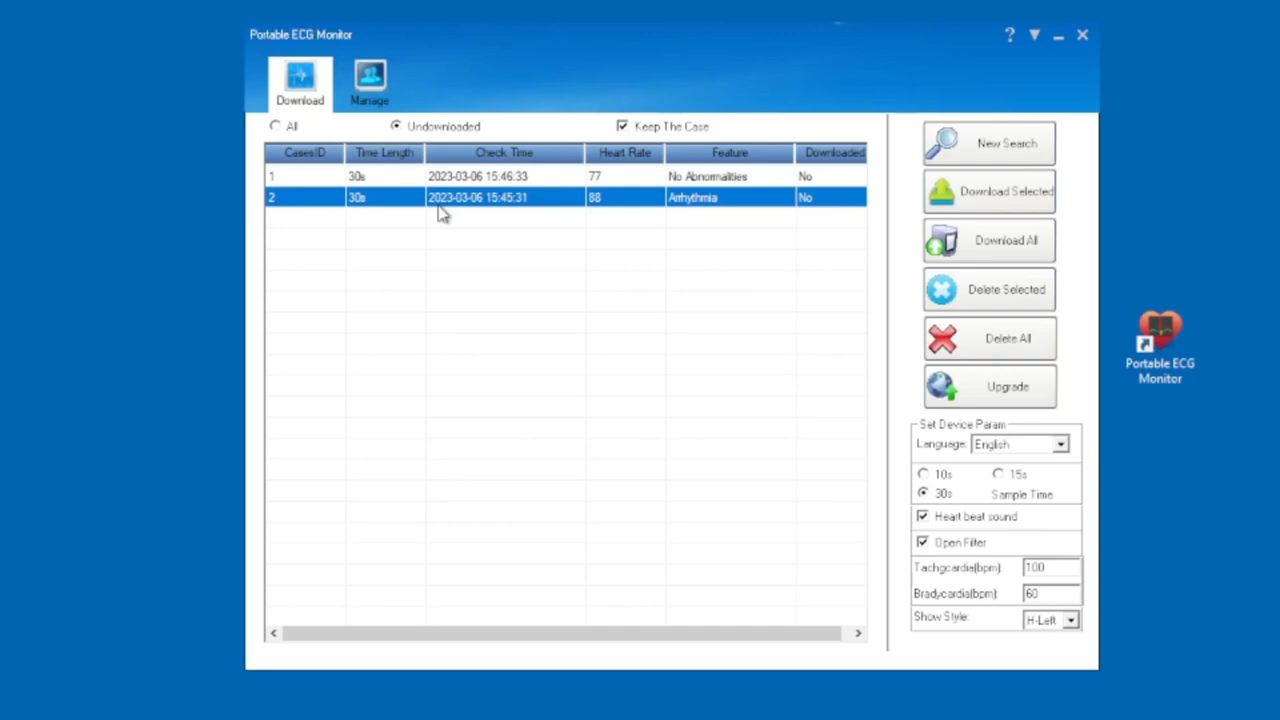 Portable ECG Monitor
?
Download
Manage
All
Undownloaded
Keep The Case
CasesID
Time Length
Check Time
Heart Rate
Feature
Downloaded
1
30s
2023-03-06 15:46:33
77
No Abnormalities
No
2
30s
2023-03-06 15:45:31
88
Arrhythmia
No
New Search
Download Selected
Download All
Delete Selected
Delete All
Upgrade
Set Device Param
Language: English
10s
15s
30s
Sample Time
Heart beat sound
Open Filter
Tachgcardia(bpm): 100
Bradycardia(bpm): 60
Show Style: H-Left
Portable ECG
Monitor